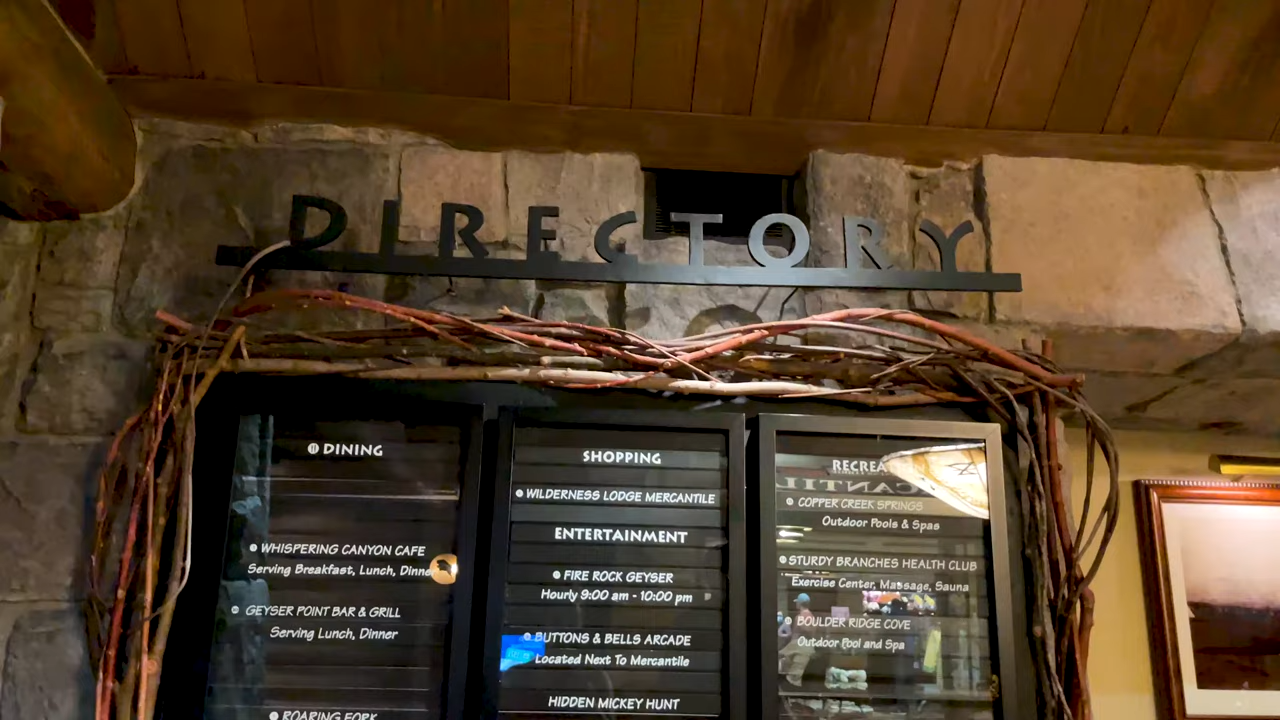 DIRECTORY
DINING
WHISPERING CANYON CAFE
Serving Breakfast, Lunch, Dinne
GEYSER POINT BAR & GRILL
Serving Lunch, Dinner
ROARING FORK
SHOPPING
WILDERNESS LODGE MERCANTILE
ENTERTAINMENT
FIRE ROCK GEYSER
Hourly 9:00 am - 10:00 pm
BUTTONS & BELLS ARCADE
Located Next To Mercantile
HIDDEN MICKEY HUNT
RECREA
COPPER CREEK SPRINGS
Outdoor Pools & Spas
STURDY BRANCHES HEALTH CLUB
Exercise Center, Massage, Sauna
BOULDER RIDGE COVE
Outdoor Pool and Spa